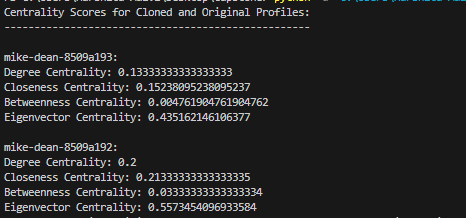 Centrality Scores for Cloned and Original Profiles:
--------------------------------------------------
mike-dean-8509a193:
Degree Centrality: 0.13333333333333333
Closeness Centrality: 0.15238095238095237
Betweenness Centrality: 0.004761904761904762
Eigenvector Centrality: 0.435162146106377
mike-dean-8509a192:
Degree Centrality: 0.2
Closeness Centrality: 0.21333333333333335
Betweenness Centrality: 0.03333333333333334
Eigenvector Centrality: 0.5573454096933584